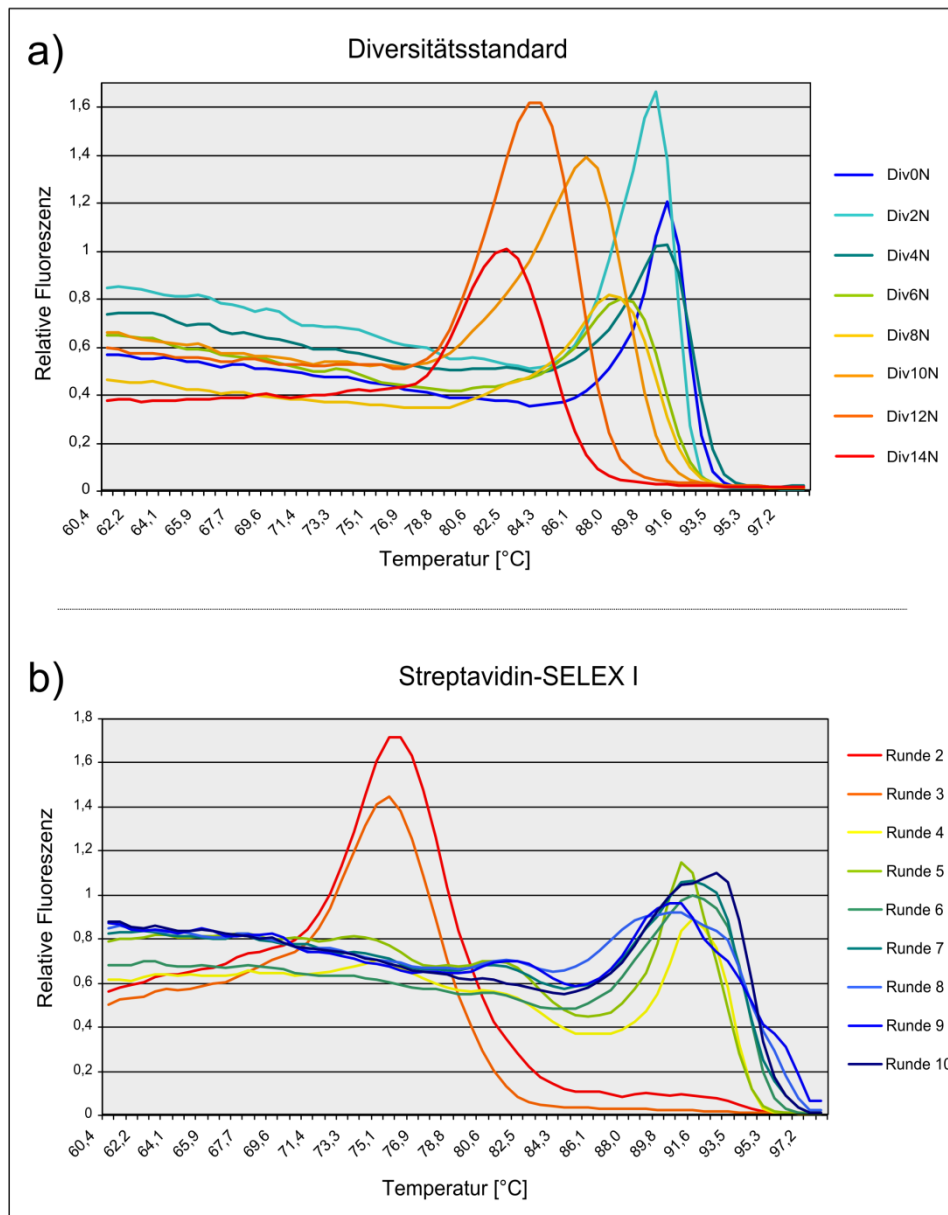 a)
Diversitätsstandard
Relative Fluoreszenz
1,6
1,4
1,2
1
0,8
0,6
0,4
0,2
0
60,4
62,2
64,1
65,9
67,7
69,6
71,4
73,3
75,1
76,9
78,8
80,6
82,5
84,3
86,1
88,0
89,8
91,6
93,5
95,3
97,2
Temperatur [°C]
Div0N
Div2N
Div4N
Div6N
Div8N
Div10N
Div12N
Div14N
b)
Streptavidin-SELEX I
Relative Fluoreszenz
1,8
1,6
1,4
1,2
1
0,8
0,6
0,4
0,2
0
60,4
62,2
64,1
65,9
67,7
69,6
71,4
73,3
75,1
76,9
78,8
80,6
82,5
84,3
86,1
88,0
89,8
91,6
93,5
95,3
97,2
Temperatur [°C]
Runde 2
Runde 3
Runde 4
Runde 5
Runde 6
Runde 7
Runde 8
Runde 9
Runde 10